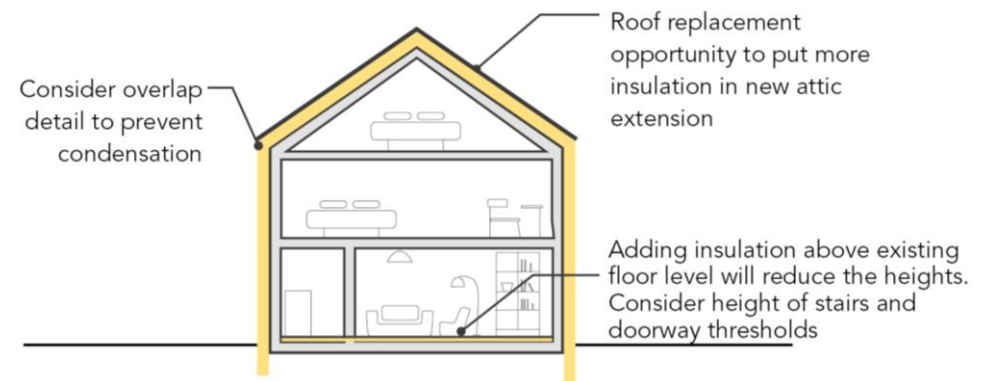 Roof replacement
opportunity to put more
insulation in new attic
extension
Consider overlap
detail to prevent
condensation
Adding insulation above existing
floor level will reduce the heights.
Consider height of stairs and
doorway thresholds